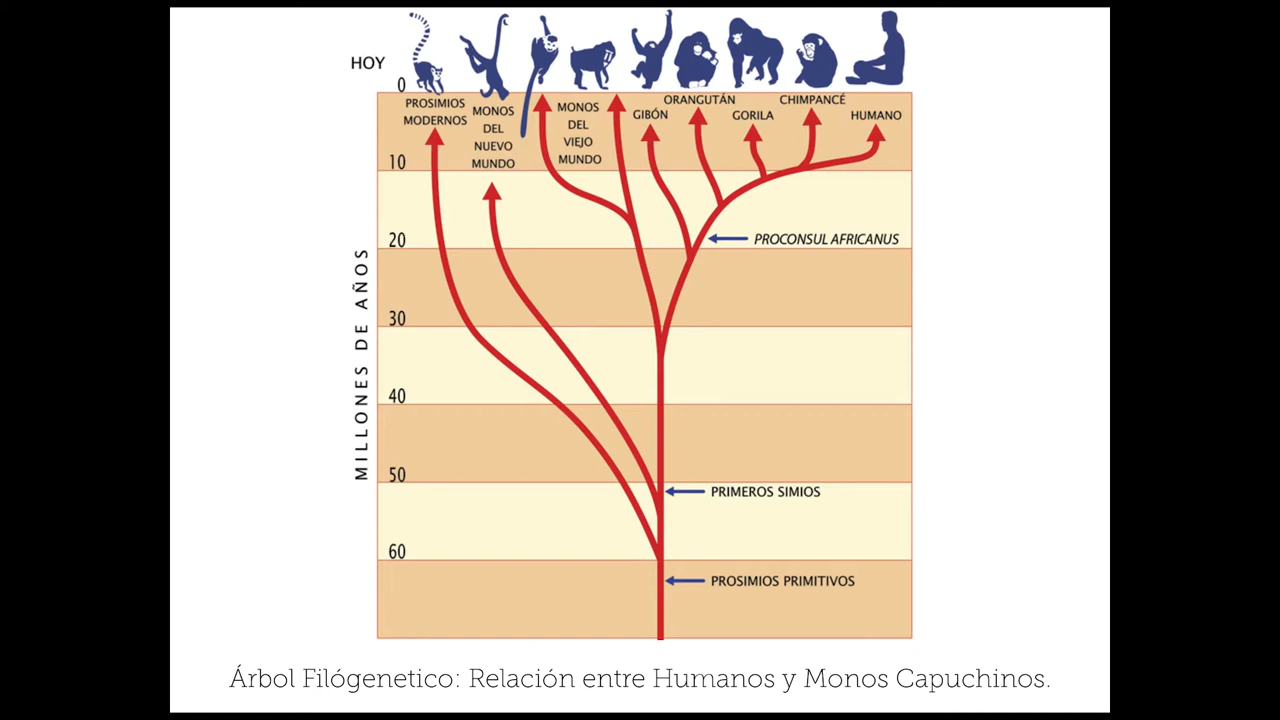 HOY
0
PROSIMIOS
MODERNOS
MONOS
DEL
NUEVO
MUNDO
MONOS
DEL
VIEJO
MUNDO
GIBÓN
ORANGUTÁN
GORILA
CHIMPANCÉ
HUMANO
10
20
PROCONSUL AFRICANUS
30
40
50
PRIMEROS SIMIOS
60
PROSIMIOS PRIMITIVOS
MILLONES DE AÑOS
Árbol Filógenetico: Relación entre Humanos y Monos Capuchinos.